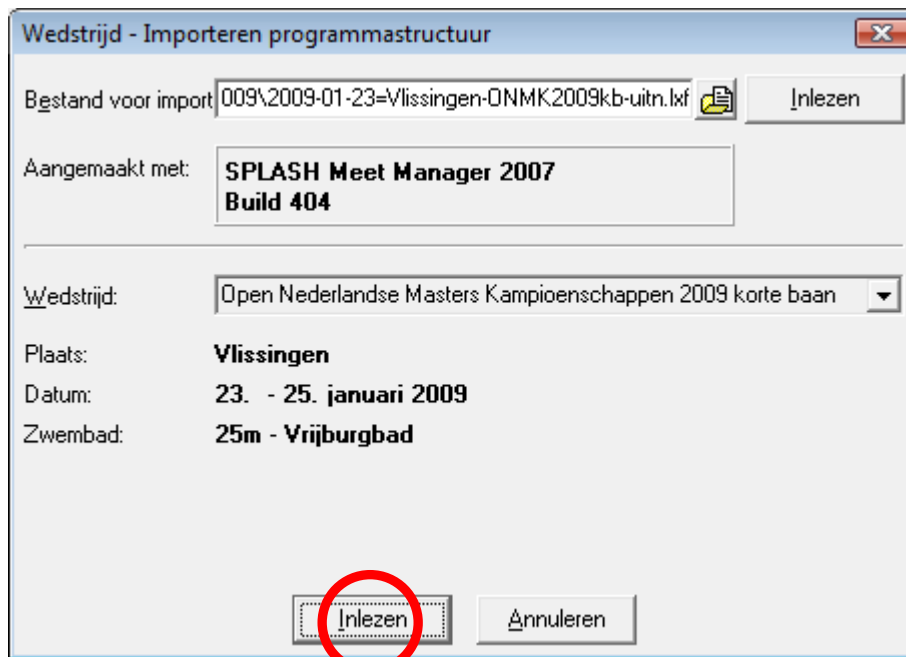 Wedstrijd - Importeren programmastructuur
Bestand voor import 009\2009-01-23=Vlissingen-ONMK2009kb-uitn.lxf Inlezen
Aangemaakt met: SPLASH Meet Manager 2007
Build 404
Wedstrijd: Open Nederlandse Masters Kampioenschappen 2009 korte baan
Plaats: Vlissingen
Datum: 23. - 25. januari 2009
Zwembad: 25m - Vrijburgbad
Inlezen Annuleren